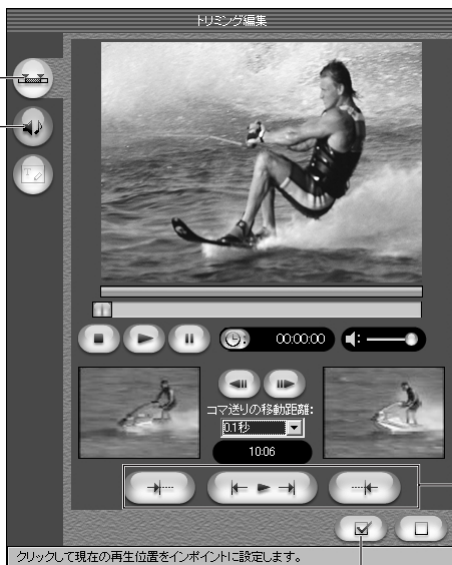 トリミング編集
00:00:00
コマ送りの移動距離:
0.1秒
10:06
クリックして現在の再生位置をインポイントに設定します。